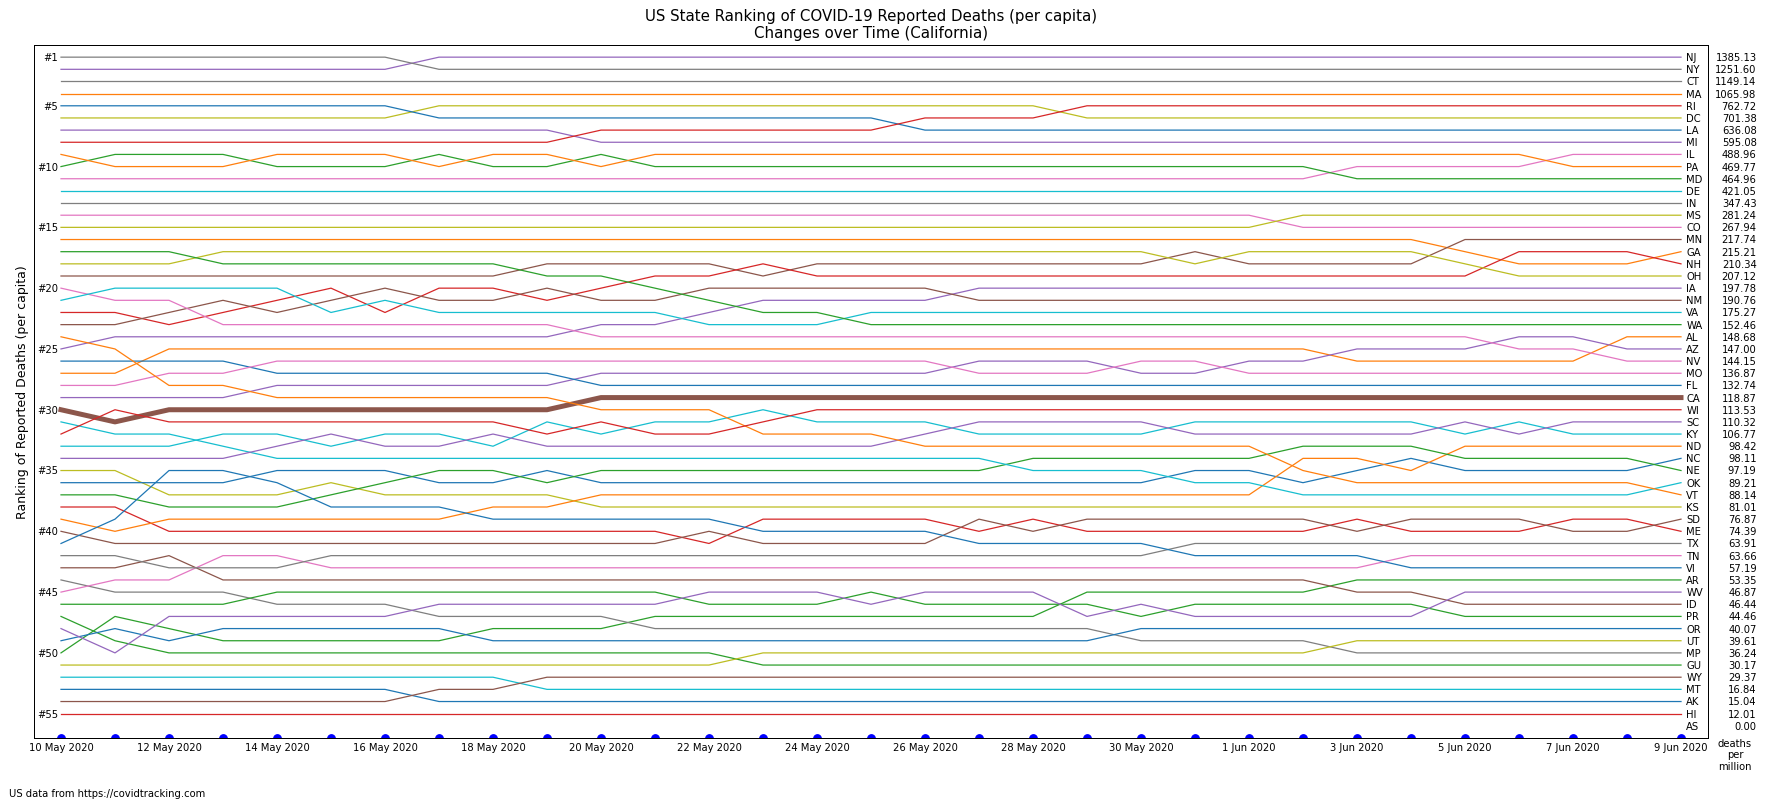 US State Ranking of COVID-19 Reported Deaths (per capita)
Changes over Time (California)
Ranking of Reported Deaths (per capita)
#1
#5
#10
#15
#20
#25
#30
#35
#40
#45
#50
#55
NJ 1385.13
NY 1251.60
CT 1149.14
MA 1065.98
RI 762.72
DC 701.38
LA 636.08
MI 595.08
IL 488.96
PA 469.77
MD 464.96
DE 421.05
IN 347.43
MS 281.24
CO 267.94
MN 217.74
GA 215.21
NH 210.34
OH 207.12
IA 197.78
NM 190.76
VA 175.27
WA 152.46
AL 148.68
AZ 147.00
NV 144.15
MO 136.87
FL 132.74
CA 118.87
WI 113.53
SC 110.32
KY 106.77
ND 98.42
NC 98.11
NE 97.19
OK 89.21
VT 88.14
KS 81.01
SD 76.87
ME 74.39
TX 63.91
TN 63.66
VI 57.19
AR 53.35
WV 46.87
ID 46.44
PR 44.46
OR 40.07
UT 39.61
MP 36.24
GU 30.17
WY 29.37
MT 16.84
AK 15.04
HI 12.01
AS 0.00
10 May 2020 12 May 2020 14 May 2020 16 May 2020 18 May 2020 20 May 2020 22 May 2020 24 May 2020 26 May 2020 28 May 2020 30 May 2020 1 Jun 2020 3 Jun 2020 5 Jun 2020 7 Jun 2020 9 Jun 2020
deaths
per
million
US data from https://covidtracking.com